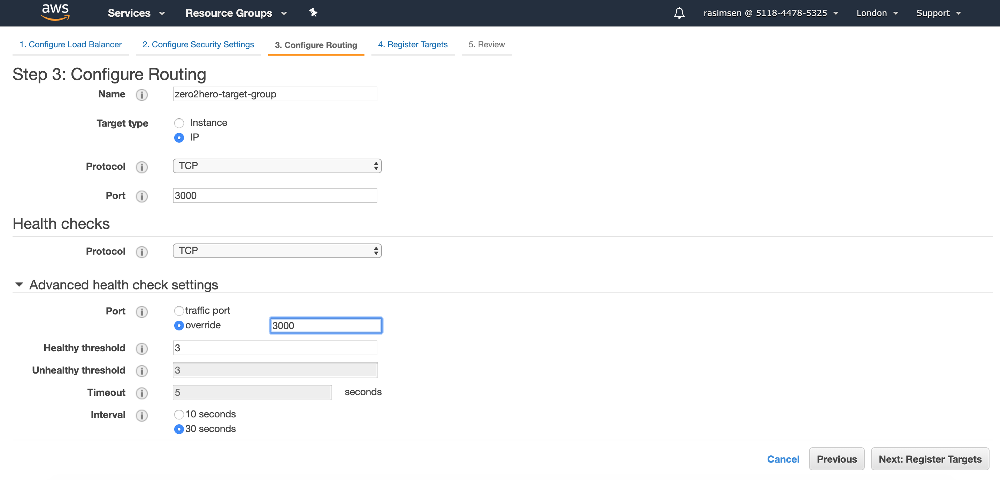 aws Services Resource Groups rasimsen @ 5118-4478-5325 London Support
1. Configure Load Balancer 2. Configure Security Settings 3. Configure Routing 4. Register Targets 5. Review
Step 3: Configure Routing
Name i zero2hero-target-group
Target type Instance
IP
Protocol i TCP
Port i 3000
Health checks
Protocol i TCP
Advanced health check settings
Port i traffic port
override 3000
Healthy threshold i 3
Unhealthy threshold i 3
Timeout i 5 seconds
Interval i 10 seconds
30 seconds
Cancel Previous Next: Register Targets